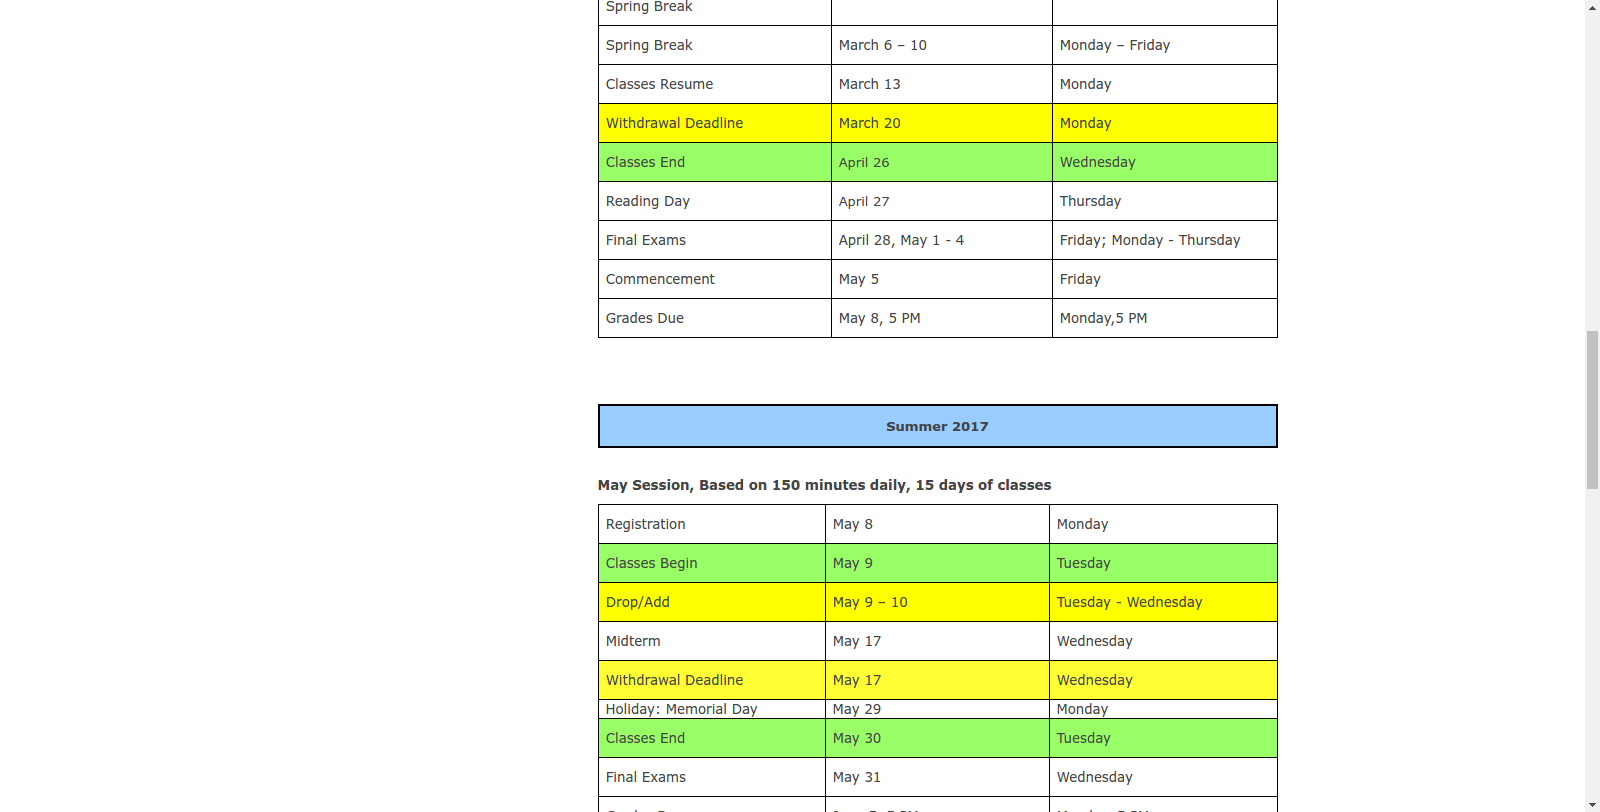 Spring Break
Spring Break March 6 – 10 Monday – Friday
Classes Resume March 13 Monday
Withdrawal Deadline March 20 Monday
Classes End April 26 Wednesday
Reading Day April 27 Thursday
Final Exams April 28, May 1 - 4 Friday; Monday - Thursday
Commencement May 5 Friday
Grades Due May 8, 5 PM Monday,5 PM
Summer 2017
May Session, Based on 150 minutes daily, 15 days of classes
Registration May 8 Monday
Classes Begin May 9 Tuesday
Drop/Add May 9 – 10 Tuesday - Wednesday
Midterm May 17 Wednesday
Withdrawal Deadline May 17 Wednesday
Holiday: Memorial Day May 29 Monday
Classes End May 30 Tuesday
Final Exams May 31 Wednesday